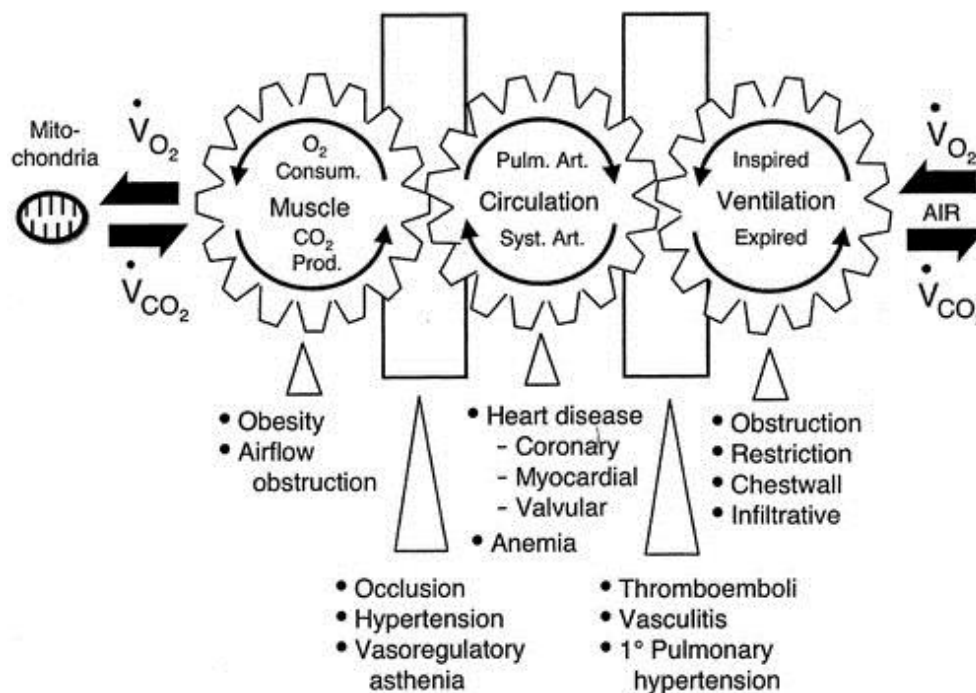 Mito-
chondria
V̇O₂
V̇CO₂
O₂
Consum.
Muscle
CO₂
Prod.
Pulm. Art.
Circulation
Syst. Art.
Inspired
Ventilation
Expired
V̇O₂
AIR
V̇CO
• Obesity
• Airflow
obstruction
• Occlusion
• Hypertension
• Vasoregulatory
asthenia
• Heart disease
– Coronary
– Myocardial
– Valvular
• Anemia
• Thromboemboli
• Vasculitis
• 1° Pulmonary
hypertension
• Obstruction
• Restriction
• Chestwall
• Infiltrative